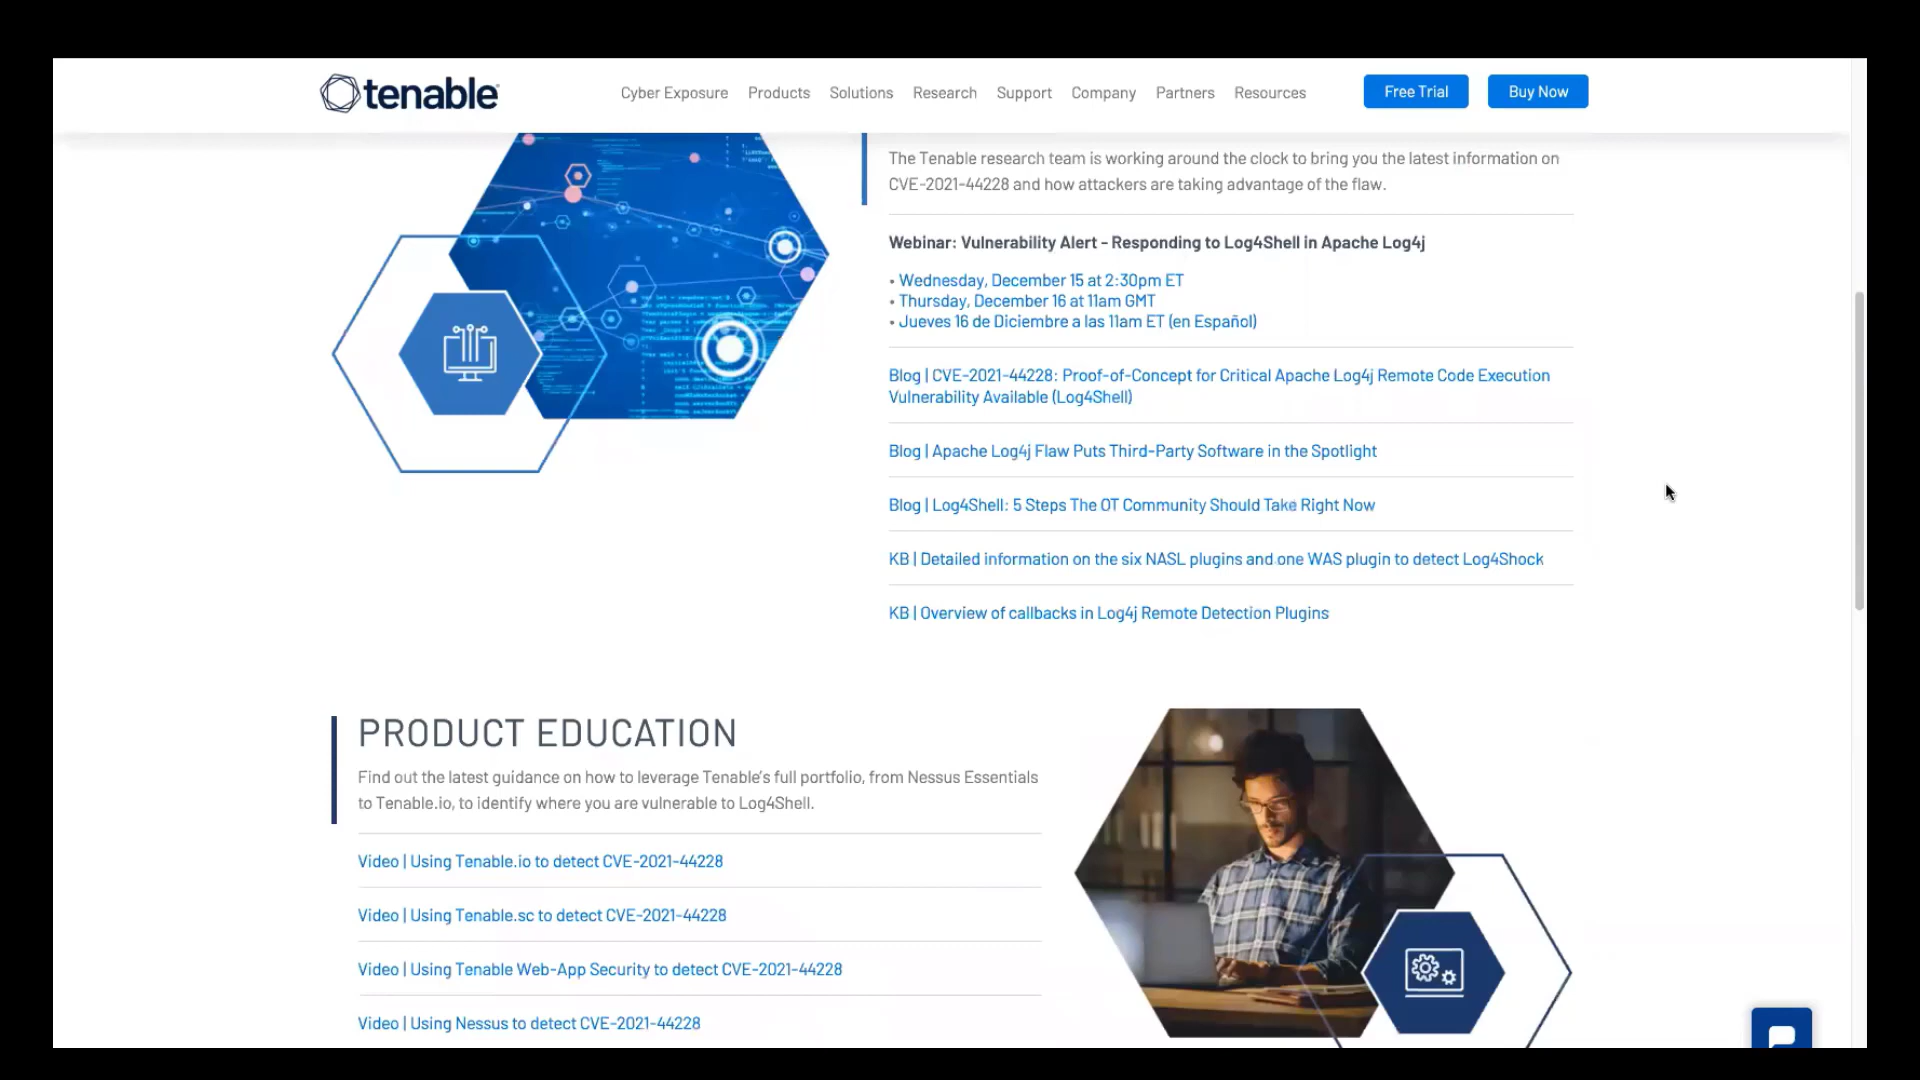 tenable
Cyber Exposure Products Solutions Research Support Company Partners Resources Free Trial Buy Now
The Tenable research team is working around the clock to bring you the latest information on
CVE-2021-44228 and how attackers are taking advantage of the flaw.
Webinar: Vulnerability Alert - Responding to Log4Shell in Apache Log4j
• Wednesday, December 15 at 2:30pm ET
• Thursday, December 16 at 11am GMT
• Jueves 16 de Diciembre a las 11am ET (en Español)
Blog | CVE-2021-44228: Proof-of-Concept for Critical Apache Log4j Remote Code Execution
Vulnerability Available (Log4Shell)
Blog | Apache Log4j Flaw Puts Third-Party Software in the Spotlight
Blog | Log4Shell: 5 Steps The OT Community Should Take Right Now
KB | Detailed information on the six NASL plugins and one WAS plugin to detect Log4Shock
KB | Overview of callbacks in Log4j Remote Detection Plugins
PRODUCT EDUCATION
Find out the latest guidance on how to leverage Tenable's full portfolio, from Nessus Essentials
to Tenable.io, to identify where you are vulnerable to Log4Shell.
Video | Using Tenable.io to detect CVE-2021-44228
Video | Using Tenable.sc to detect CVE-2021-44228
Video | Using Tenable Web-App Security to detect CVE-2021-44228
Video | Using Nessus to detect CVE-2021-44228